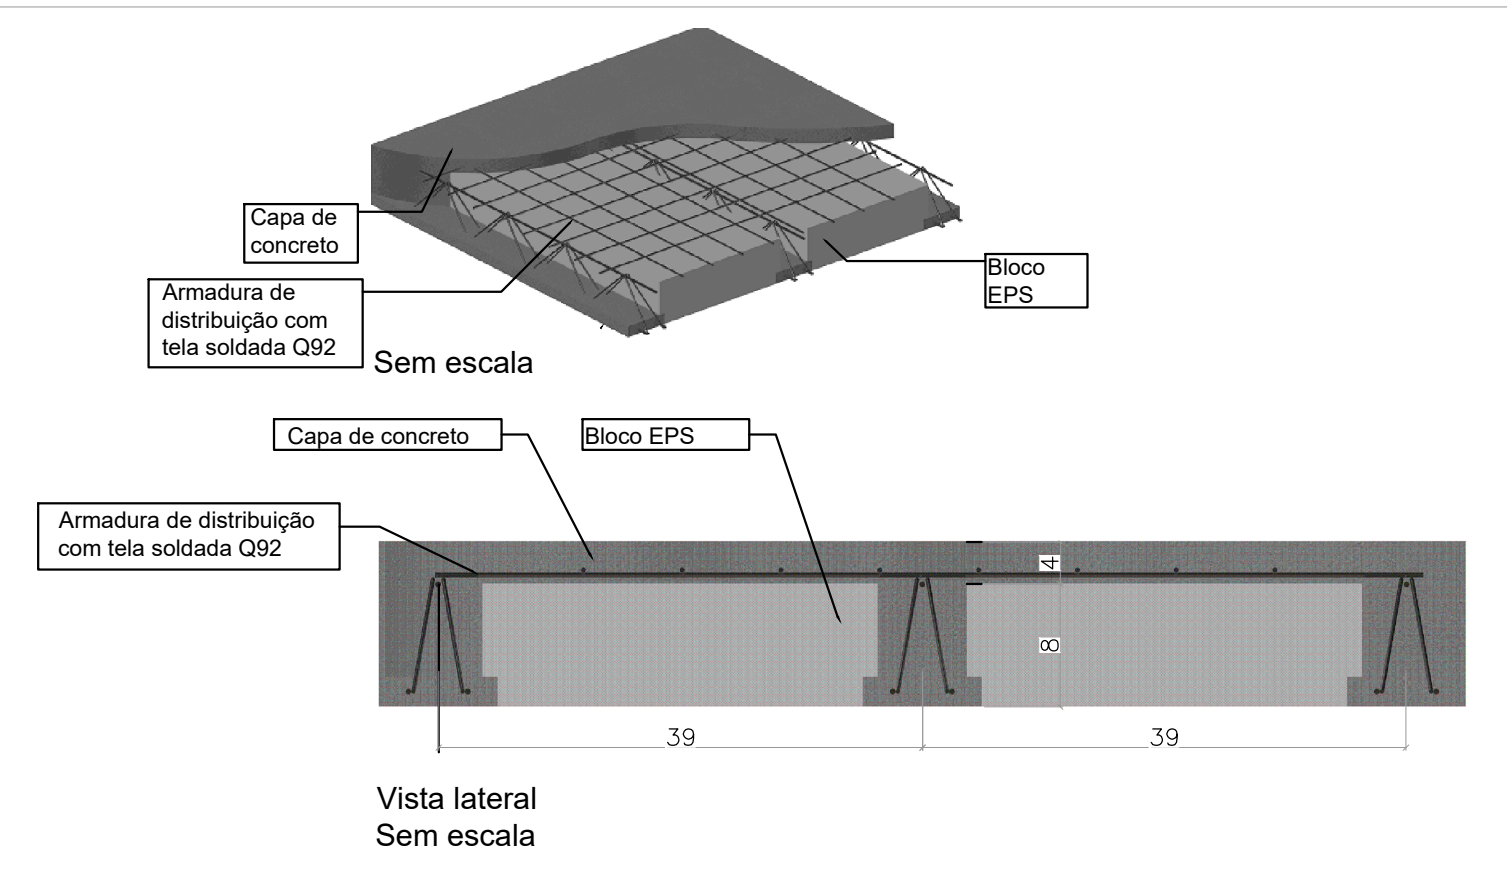 Capa de
concreto
Bloco
EPS
Armadura de
distribuição com
tela soldada Q92
Sem escala
Capa de concreto
Bloco EPS
Armadura de distribuição
com tela soldada Q92
4
8
39
39
Vista lateral
Sem escala